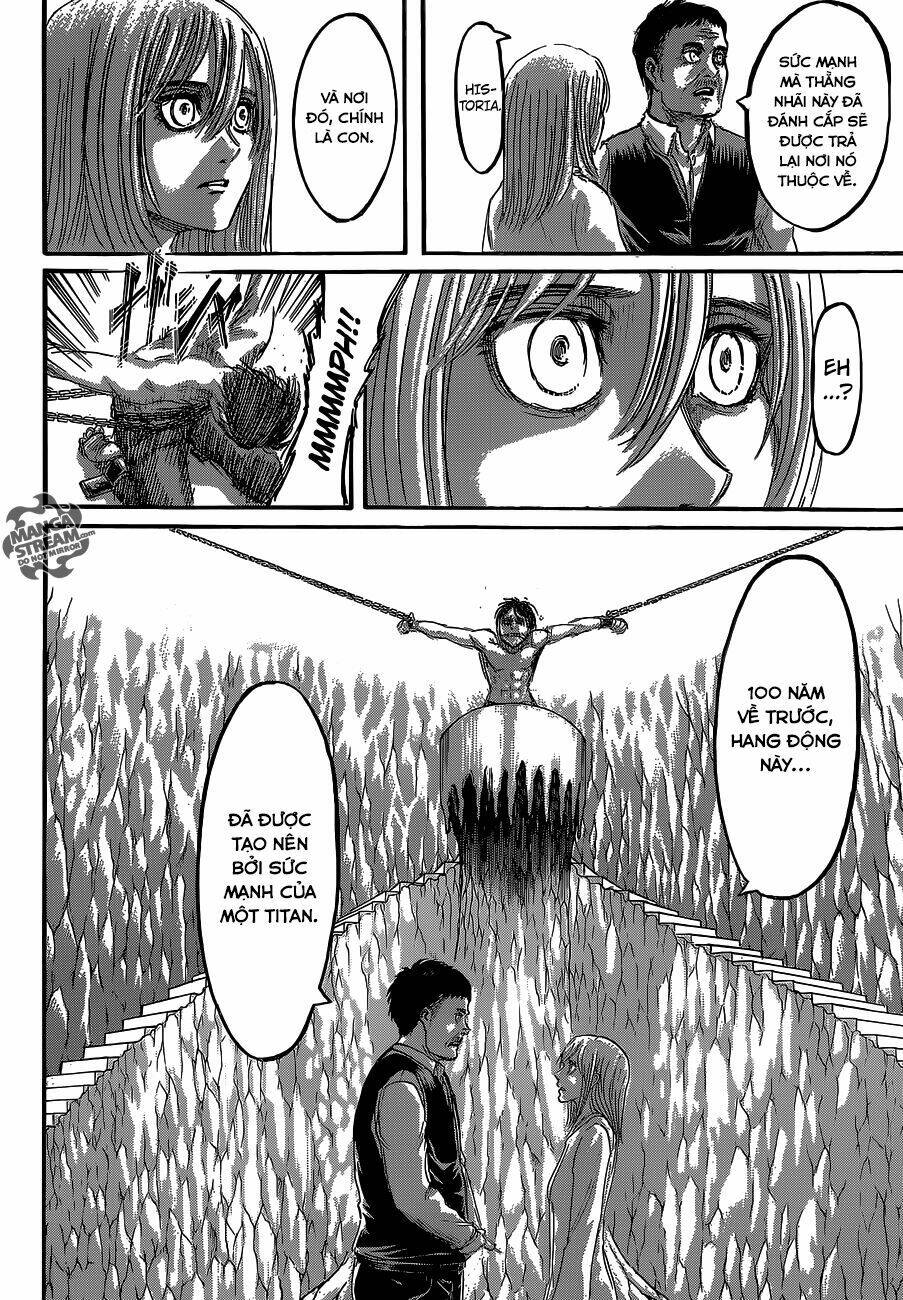 SỨC MẠNH
MÀ THẰNG
NHÃI NÀY ĐÃ
ĐÁNH CẮP SẼ
ĐƯỢC TRẢ
LẠI NƠI NÓ
THUỘC VỀ.
HIS-
TORIA.
VÀ NƠI
ĐÓ, CHÍNH
LÀ CON.
EH
...?
MMMMPH!!
MANGA
STREAM.com
DO NOT MIRROR
100 NĂM
VỀ TRƯỚC,
HANG ĐỘNG
NÀY...
ĐÃ ĐƯỢC
TẠO NÊN
BỞI SỨC
MẠNH CỦA
MỘT TITAN.